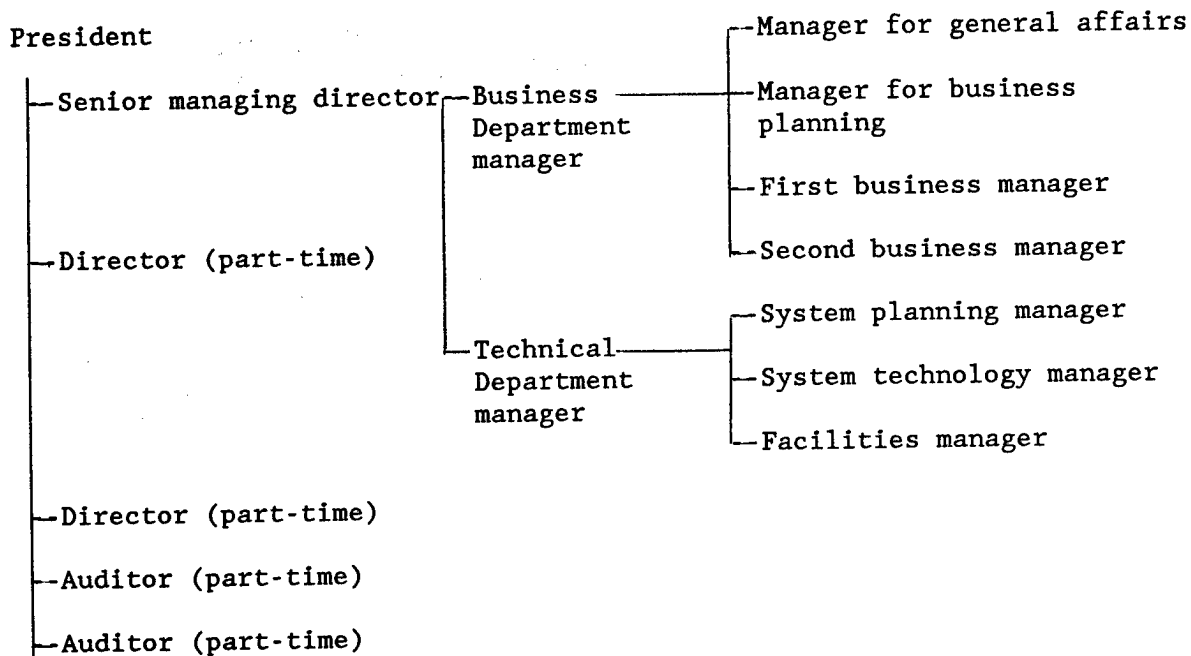 President
Senior managing director
Business
Department
manager
Manager for general affairs
Manager for business
planning
First business manager
Second business manager
Director (part-time)
Technical
Department
manager
System planning manager
System technology manager
Facilities manager
Director (part-time)
Auditor (part-time)
Auditor (part-time)